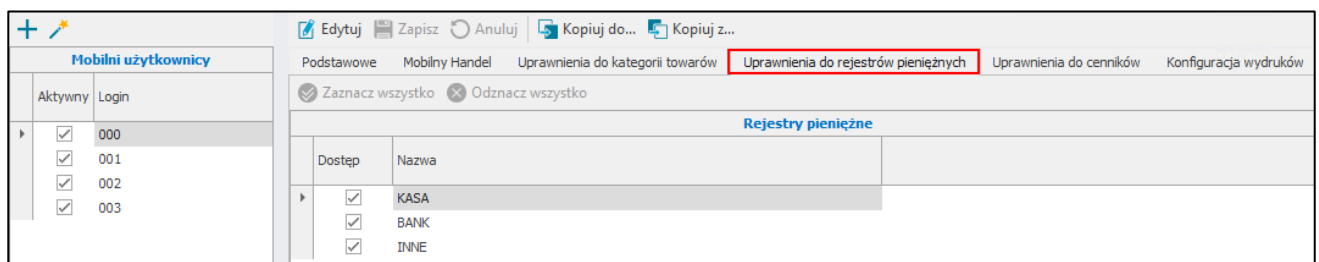 Edytuj Zapisz Anuluj Kopiuj do... Kopiuj z...
Mobilni użytkownicy
Podstawowe Mobilny Handel Uprawnienia do kategorii towarów Uprawnienia do rejestrów pieniężnych Uprawnienia do cenników Konfiguracja wydruków
Aktywny Login
Zaznacz wszystko Odznacz wszystko
000
001
002
003
Rejestry pieniężne
Dostęp Nazwa
KASA
BANK
INNE